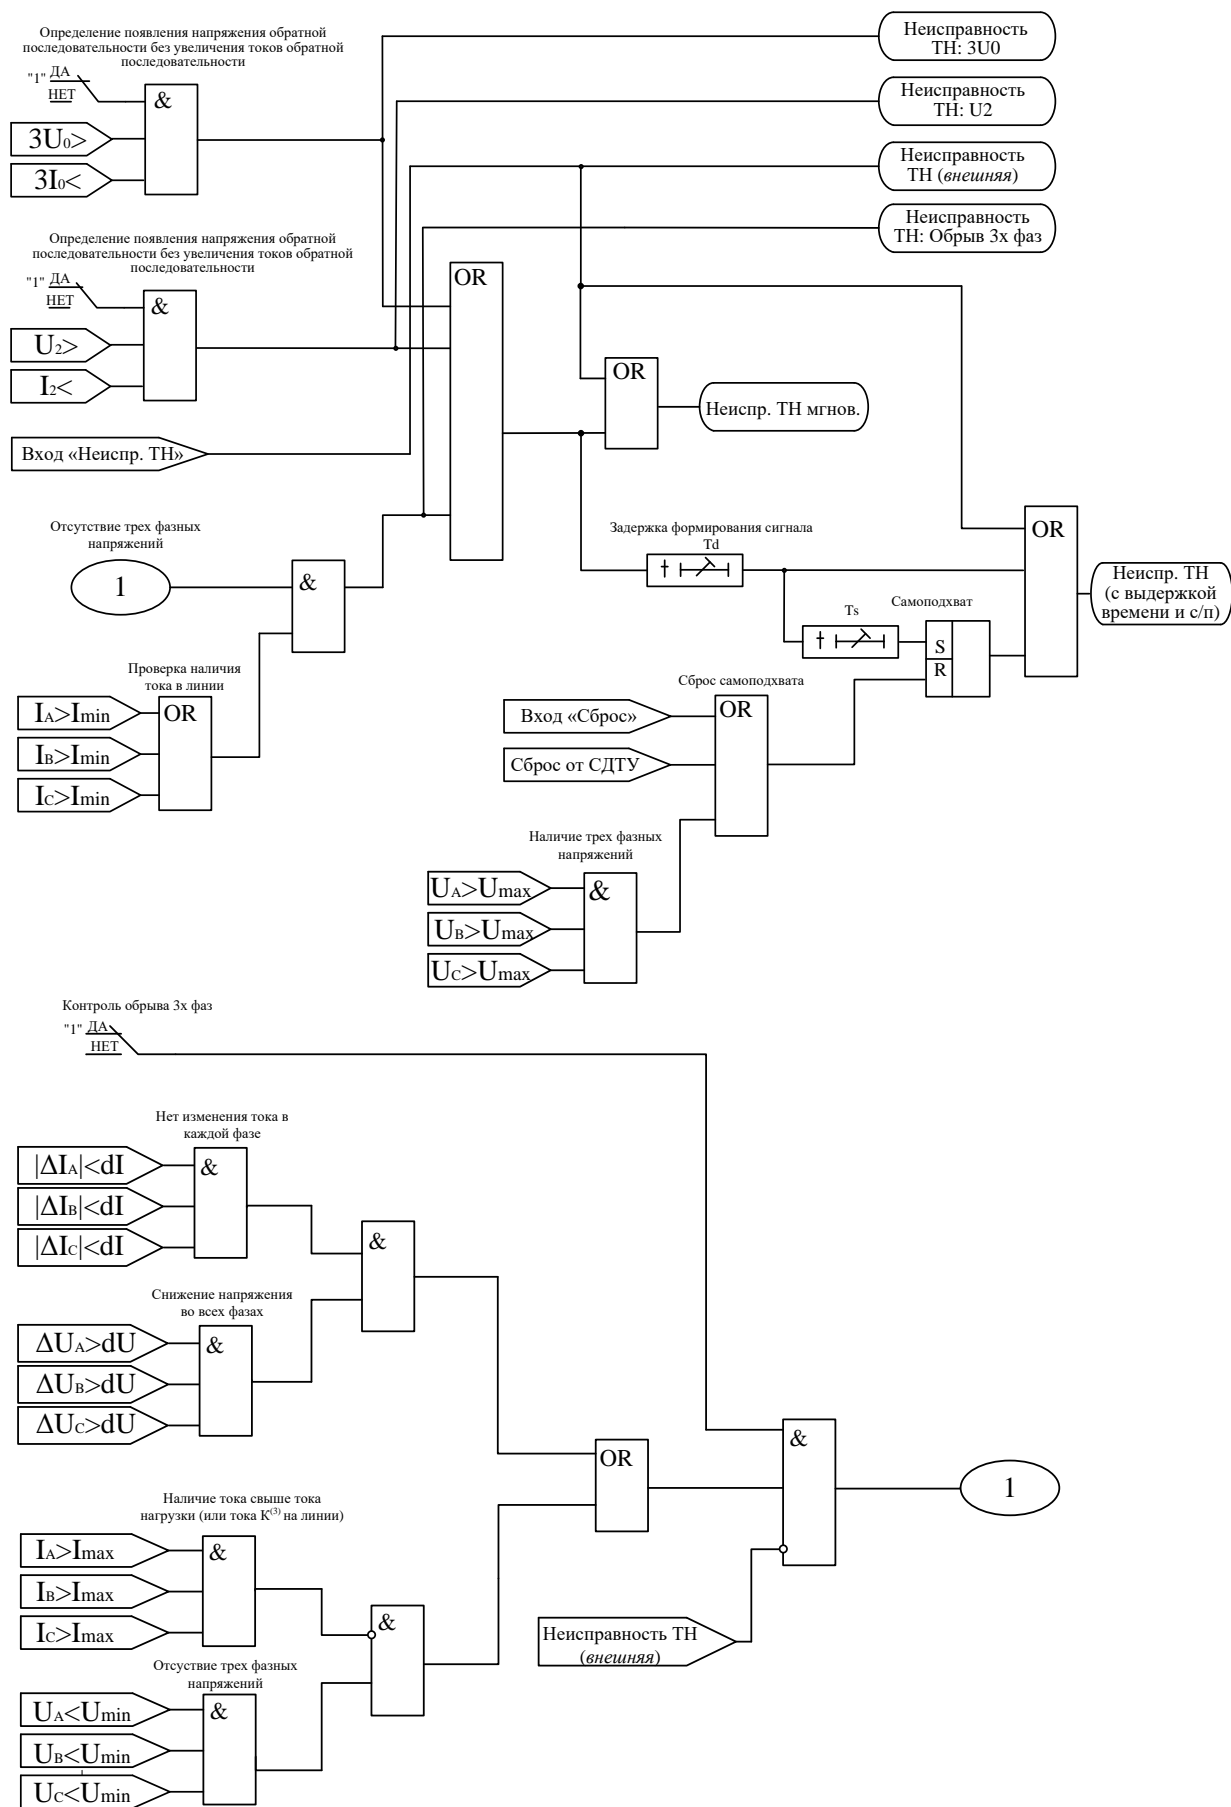 Определение появления напряжения обратной
последовательности без увеличения токов обратной
последовательности
"1" ДА
НЕТ
&
3U0>
3I0<
Неисправность
ТН: 3U0
Неисправность
ТН: U2
Неисправность
ТН (внешняя)
Неисправность
ТН: Обрыв 3х фаз
Определение появления напряжения обратной
последовательности без увеличения токов обратной
последовательности
"1" ДА
НЕТ
&
U2>
I2<
OR
OR
Неиспр. ТН мгнов.
Вход «Неиспр. ТН»
Отсутствие трех фазных
напряжений
1
&
Задержка формирования сигнала
Td
OR
Неиспр. ТН
(с выдержкой
времени и с/п)
Ts
Самоподхват
S
R
Проверка наличия
тока в линии
IA>Imin
IB>Imin
IC>Imin
OR
Сброс самоподхвата
Вход «Сброс»
Сброс от СДТУ
OR
Наличие трех фазных
напряжений
UA>Umax
UB>Umax
UC>Umax
&
Контроль обрыва 3х фаз
"1" ДА
НЕТ
Нет изменения тока в
каждой фазе
|ΔIA|<dI
|ΔIB|<dI
|ΔIC|<dI
&
&
Снижение напряжения
во всех фазах
ΔUA>dU
ΔUB>dU
ΔUC>dU
&
OR
&
1
Наличие тока свыше тока
нагрузки (или тока К(3) на линии)
IA>Imax
IB>Imax
IC>Imax
&
&
Неисправность ТН
(внешняя)
Отсуствие трех фазных
напряжений
UA<Umin
UB<Umin
UC<Umin
&